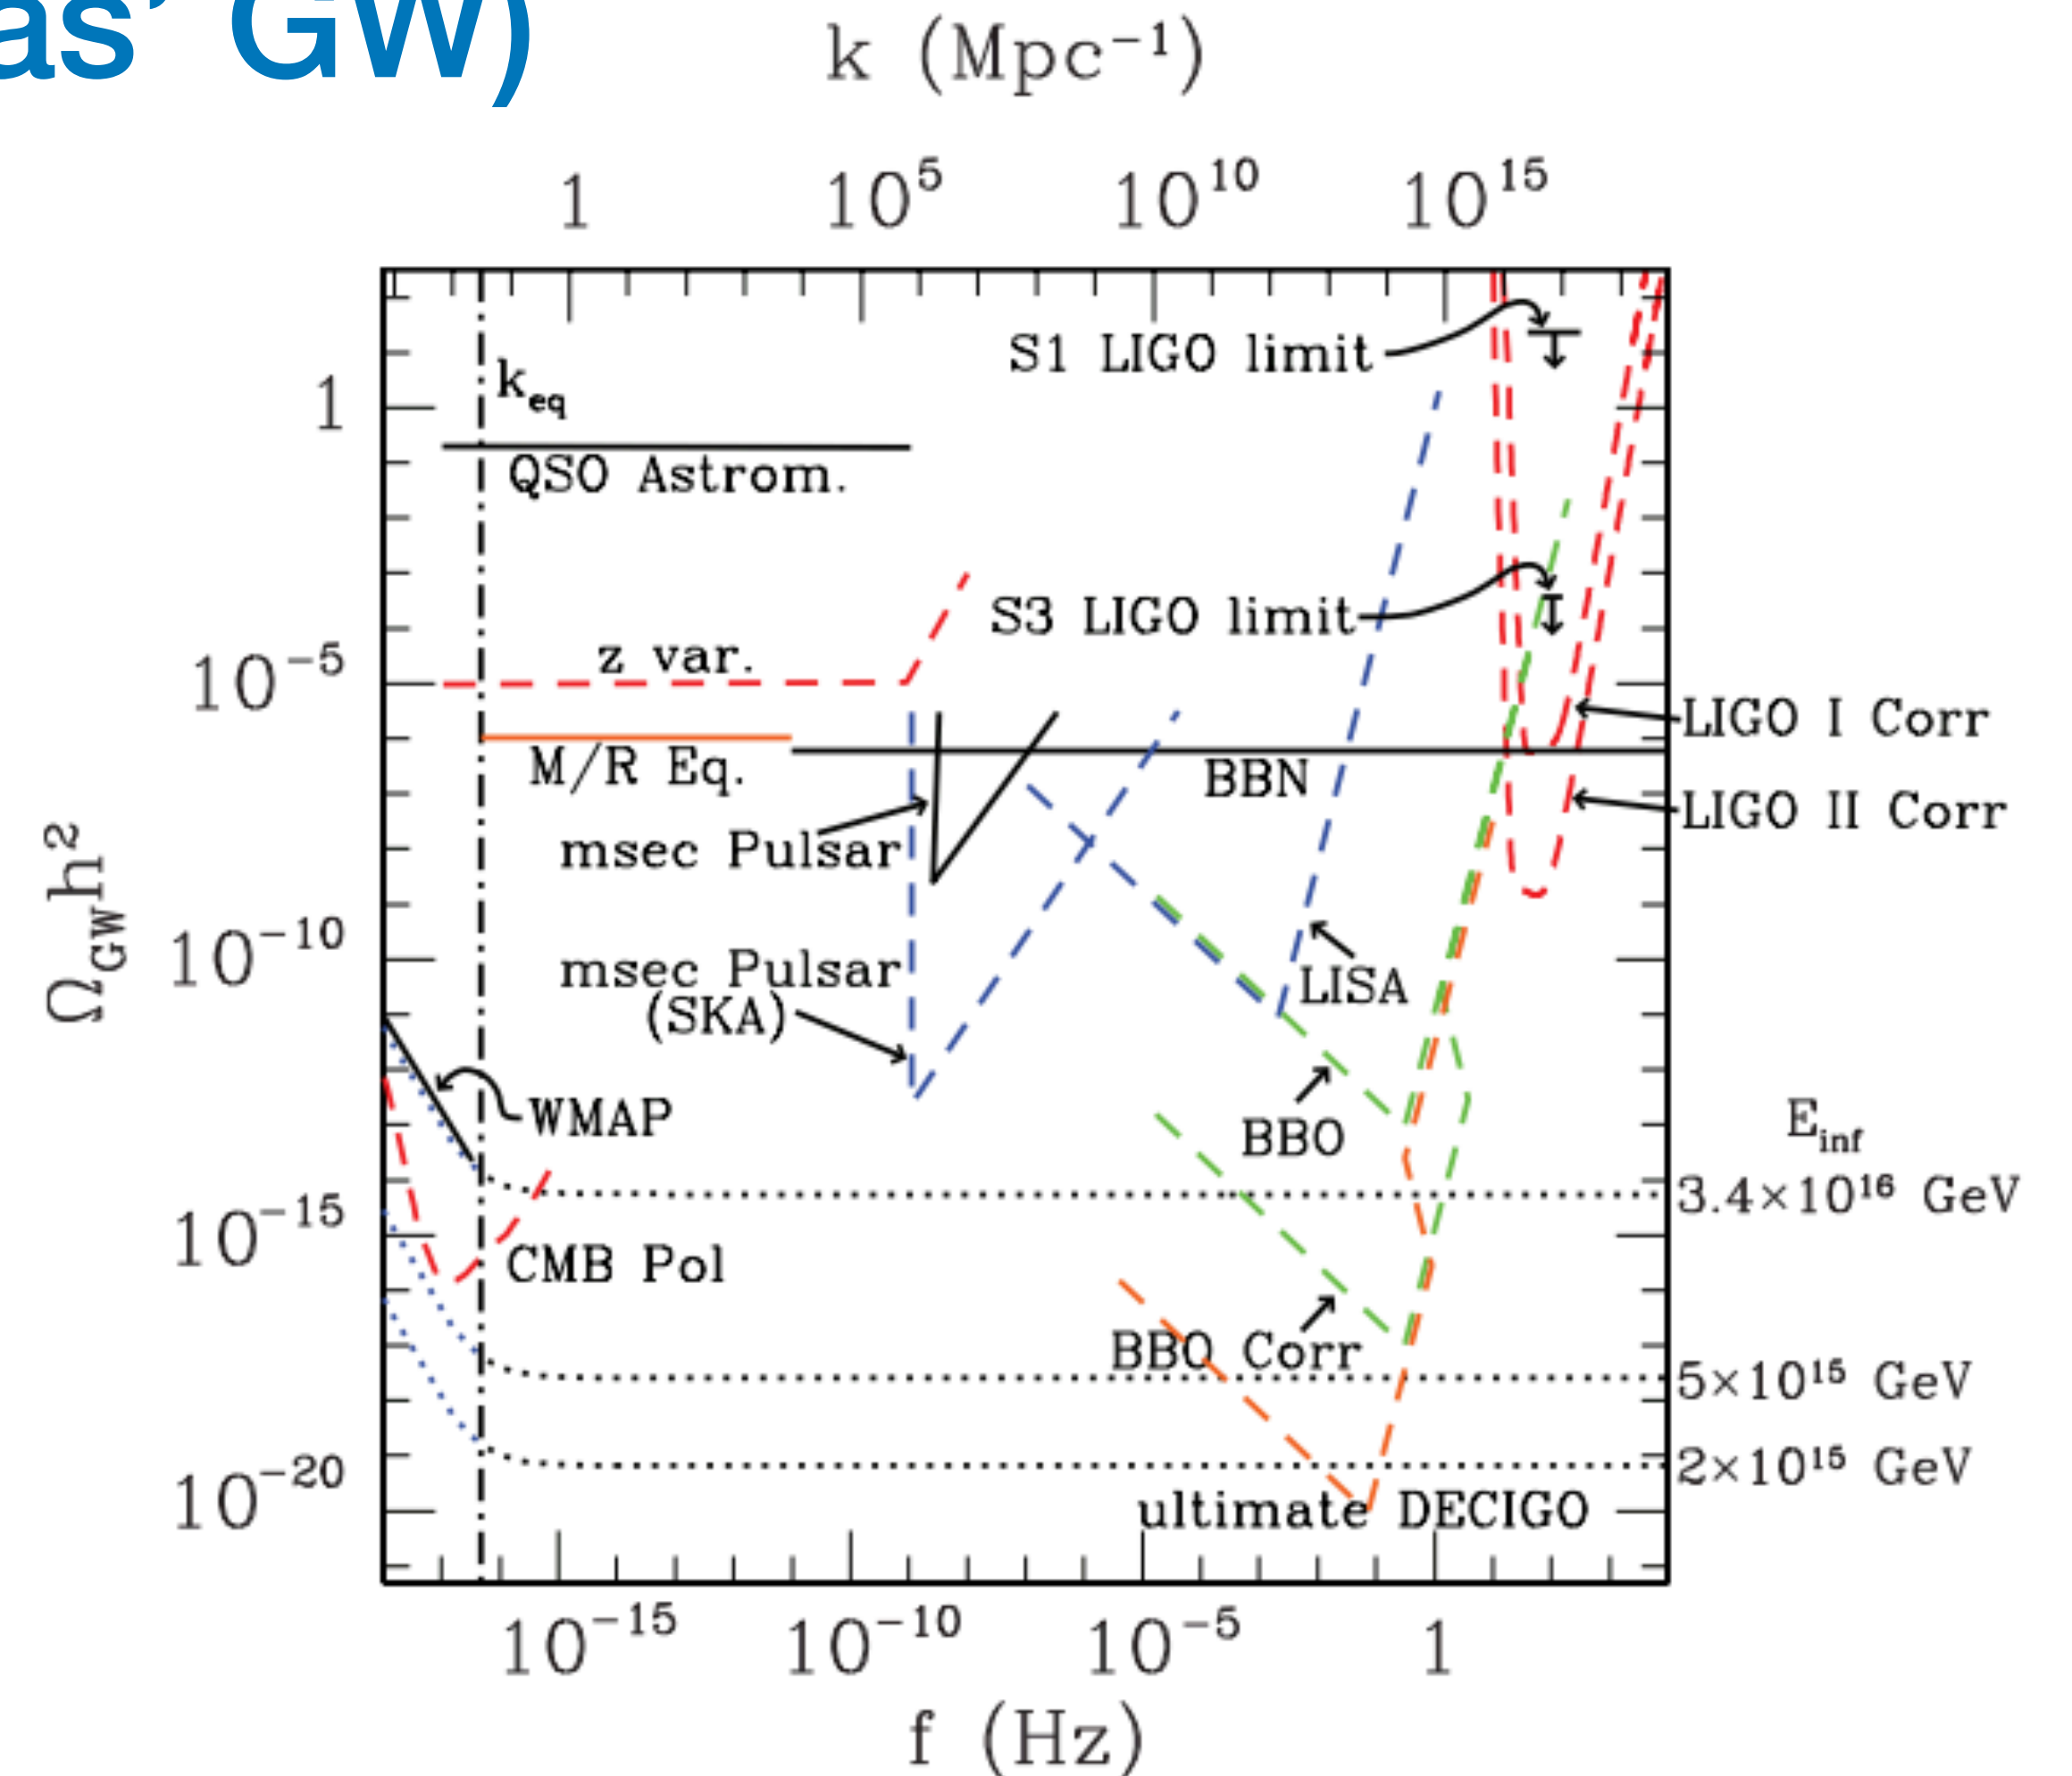 as' GW)
k (Mpc⁻¹)
1 10⁵ 10¹⁰ 10¹⁵
S1 LIGO limit
k_eq
1
QSO Astrom.
S3 LIGO limit
z var.
10⁻⁵
LIGO I Corr
M/R Eq.
BBN
LIGO II Corr
msec Pulsar
Ω_GW h²
10⁻¹⁰
msec Pulsar
(SKA)
LISA
WMAP
BBO
E_inf
3.4×10¹⁶ GeV
10⁻¹⁵
CMB Pol
BBO Corr
5×10¹⁵ GeV
2×10¹⁵ GeV
10⁻²⁰
ultimate DECIGO
10⁻¹⁵ 10⁻¹⁰ 10⁻⁵ 1
f (Hz)